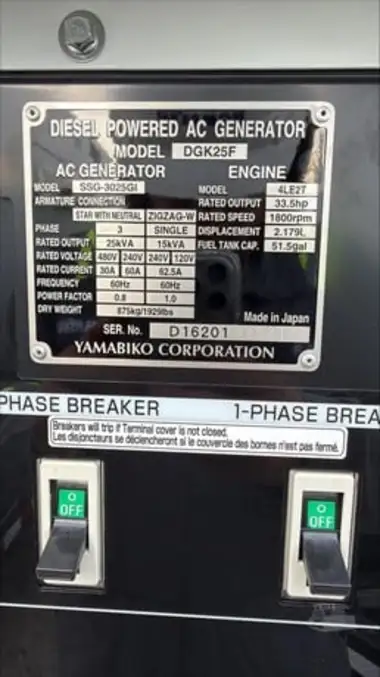 DIESEL POWERED AC GENERATOR
MODEL DGK25F
AC GENERATOR ENGINE
MODEL SSG-3025GI MODEL 4LE2T
ARMATURE CONNECTION RATED OUTPUT 33.5hp
STAR WITH NEUTRAL ZIGZAG-W RATED SPEED 1800rpm
PHASE 3 SINGLE DISPLACEMENT 2.179L
RATED OUTPUT 25kVA 15kVA FUEL TANK CAP. 51.5gal
RATED VOLTAGE 480V 240V 240V 120V
RATED CURRENT 30A 60A 62.5A
FREQUENCY 60Hz 60Hz
POWER FACTOR 0.8 1.0
DRY WEIGHT 875kg/1929lbs Made in Japan
SER. No. D16201
YAMABIKO CORPORATION
PHASE BREAKER 1-PHASE BREA
Breakers will trip if Terminal cover is not closed.
Les disjoncteurs se déclencheront si le couvercle des bornes n'est pas fermé.
O O
OFF OFF